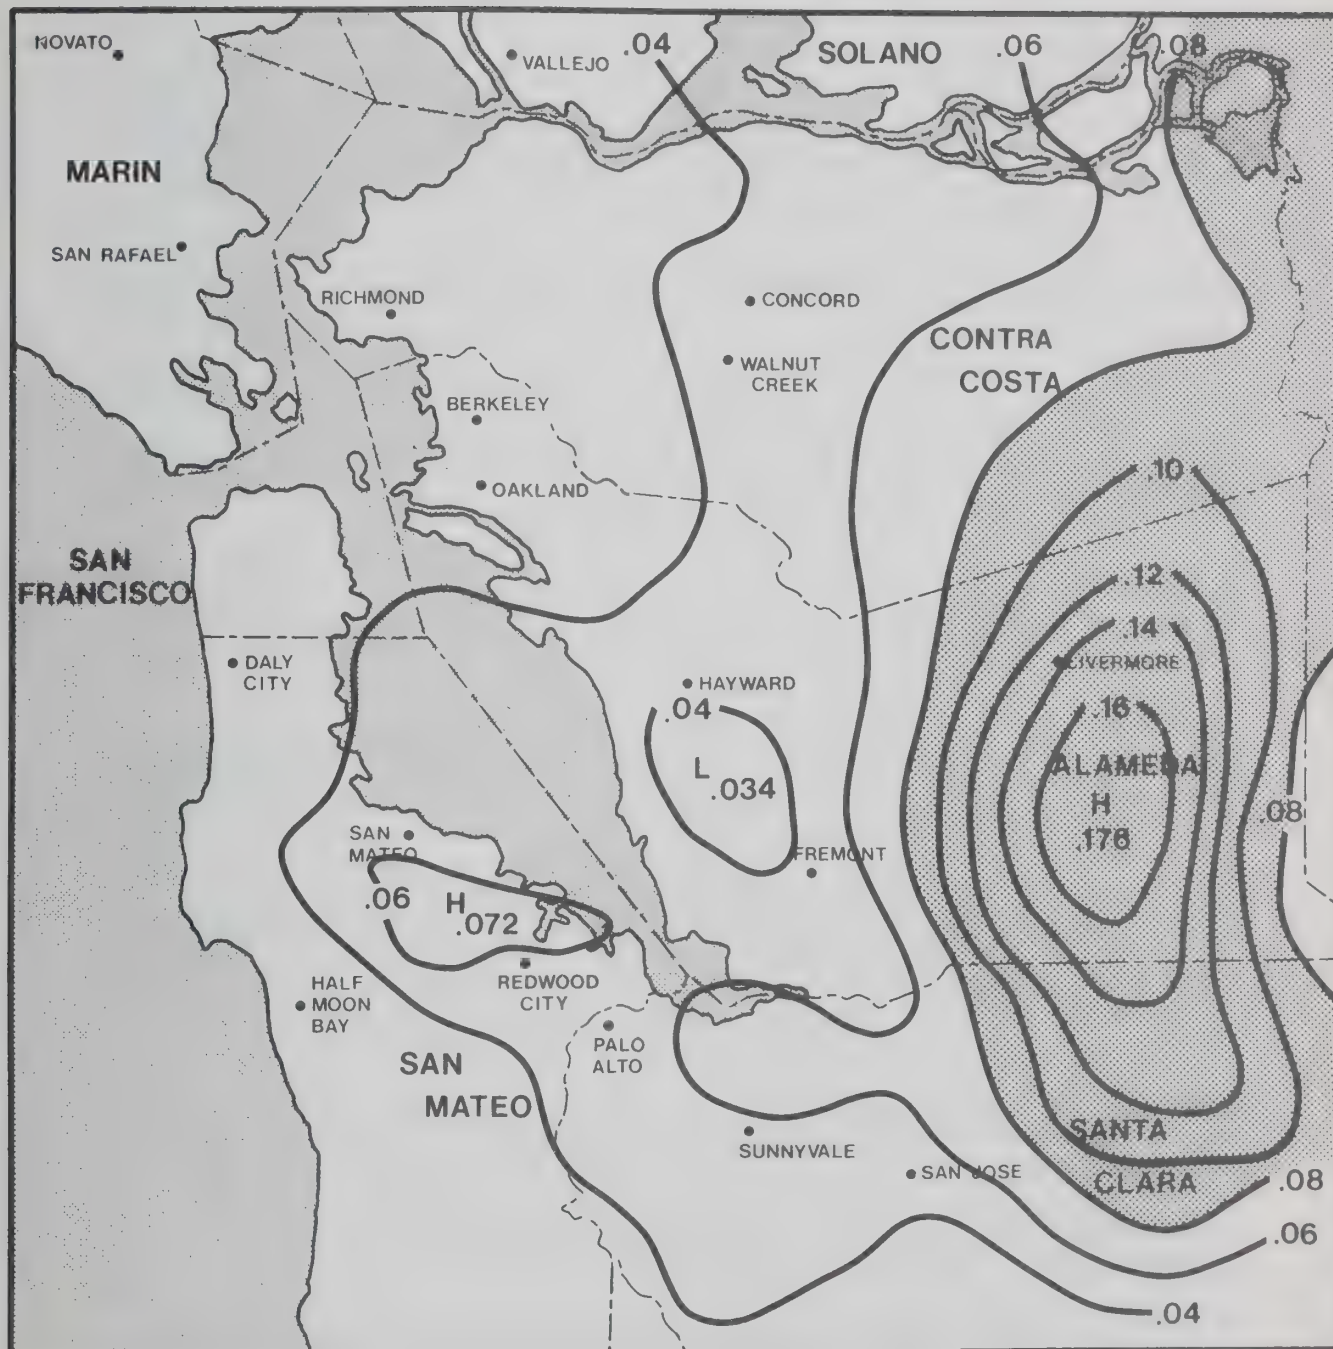 NOVATO
VALLEJO
.04
SOLANO
.06
.08
MARIN
SAN RAFAEL
RICHMOND
CONCORD
CONTRA
COSTA
WALNUT
CREEK
BERKELEY
OAKLAND
.10
SAN
FRANCISCO
.12
.14
DALY
CITY
LIVERMORE
HAYWARD
.04
.16
L
.034
ALAMEDA
H
.176
.08
SAN
MATEO
FREMONT
.06
H
.072
HALF
MOON
BAY
REDWOOD
CITY
PALO
ALTO
SAN
MATEO
SUNNYVALE
SANTA
CLARA
SAN JOSE
.08
.06
.04